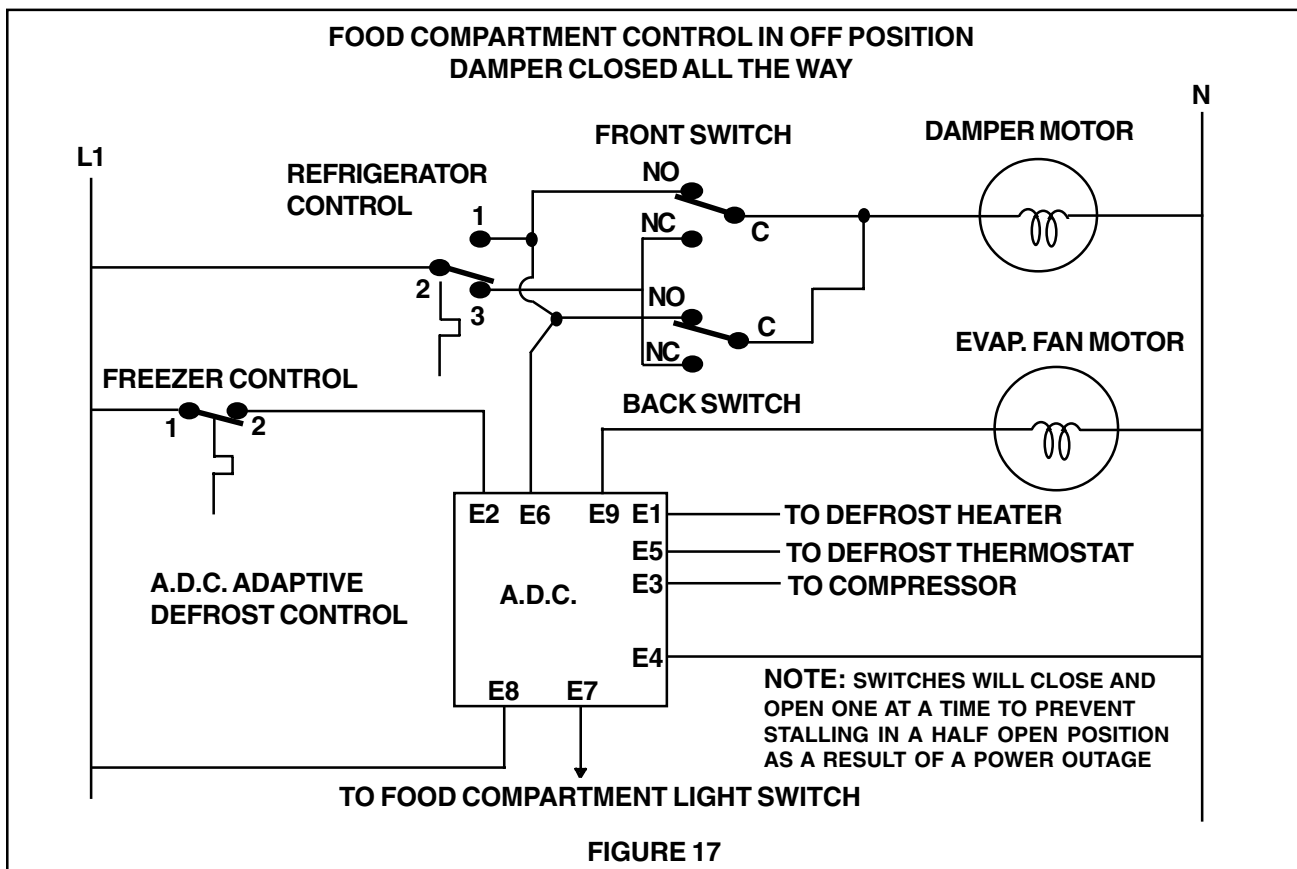 FOOD COMPARTMENT CONTROL IN OFF POSITION
DAMPER CLOSED ALL THE WAY
N
L1
FRONT SWITCH
DAMPER MOTOR
REFRIGERATOR
CONTROL
NO
1
C
NC
2
3
NO
C
NC
EVAP. FAN MOTOR
FREEZER CONTROL
1
2
BACK SWITCH
E2
E6
E9
E1
TO DEFROST HEATER
E5
TO DEFROST THERMOSTAT
E3
TO COMPRESSOR
A.D.C. ADAPTIVE
DEFROST CONTROL
A.D.C.
E4
E8
E7
NOTE: SWITCHES WILL CLOSE AND
OPEN ONE AT A TIME TO PREVENT
STALLING IN A HALF OPEN POSITION
AS A RESULT OF A POWER OUTAGE
TO FOOD COMPARTMENT LIGHT SWITCH
FIGURE 17